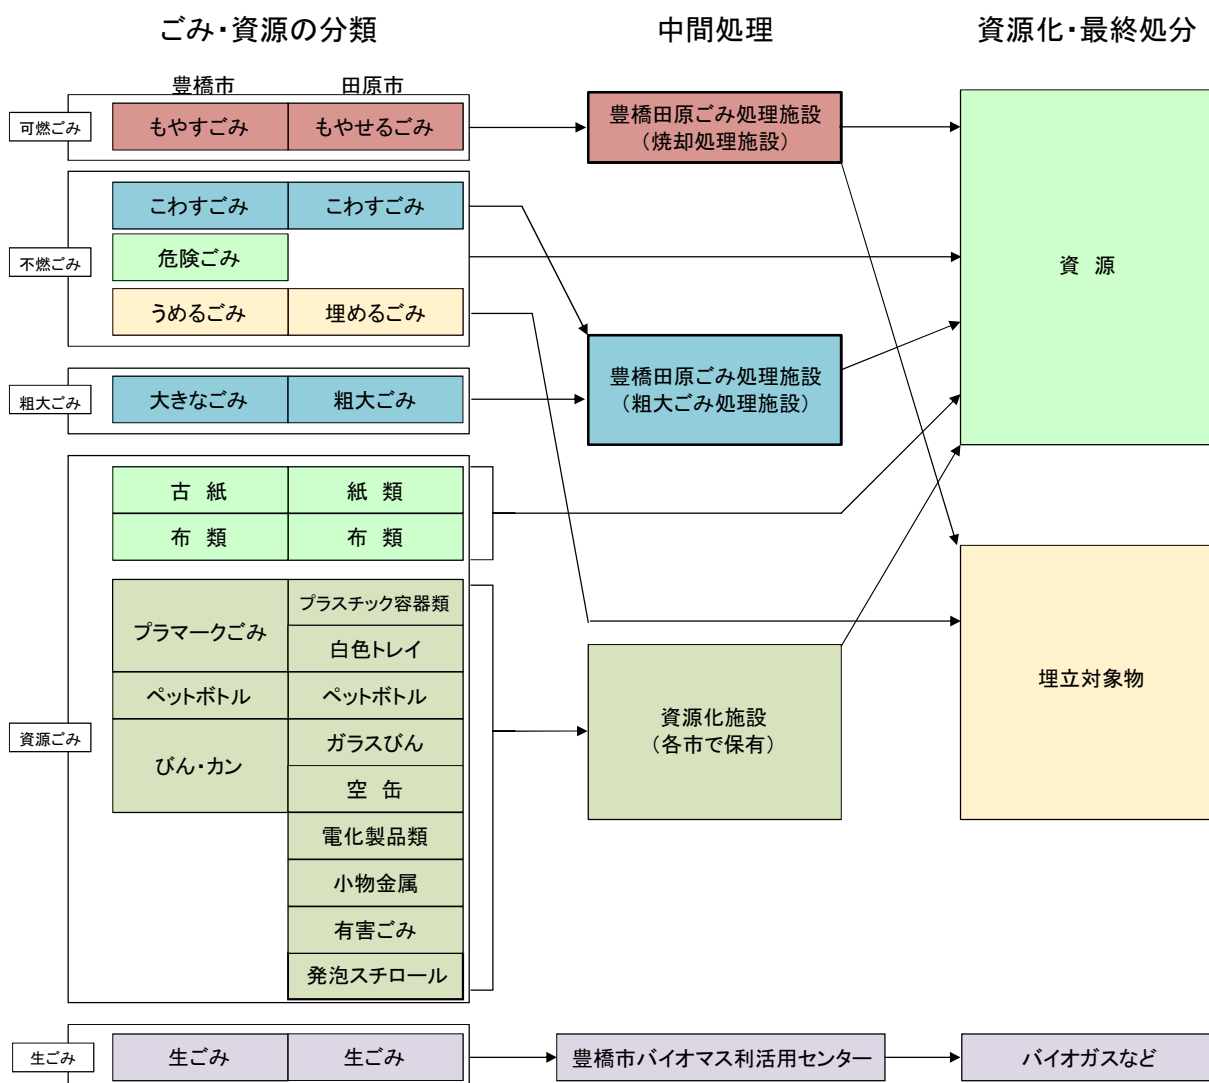 ごみ・資源の分類
中間処理
資源化・最終処分
豊橋市
田原市
可燃ごみ
もやすごみ
もやせるごみ
豊橋田原ごみ処理施設
（焼却処理施設）
不燃ごみ
こわすごみ
こわすごみ
危険ごみ
うめるごみ
埋めるごみ
資 源
粗大ごみ
大きなごみ
粗大ごみ
豊橋田原ごみ処理施設
（粗大ごみ処理施設）
資源ごみ
古 紙
紙 類
布 類
布 類
プラマークごみ
プラスチック容器類
白色トレイ
ペットボトル
ペットボトル
びん・カン
ガラスびん
空 缶
電化製品類
小物金属
有害ごみ
発泡スチロール
資源化施設
（各市で保有）
埋立対象物
生ごみ
生ごみ
生ごみ
豊橋市バイオマス利活用センター
バイオガスなど